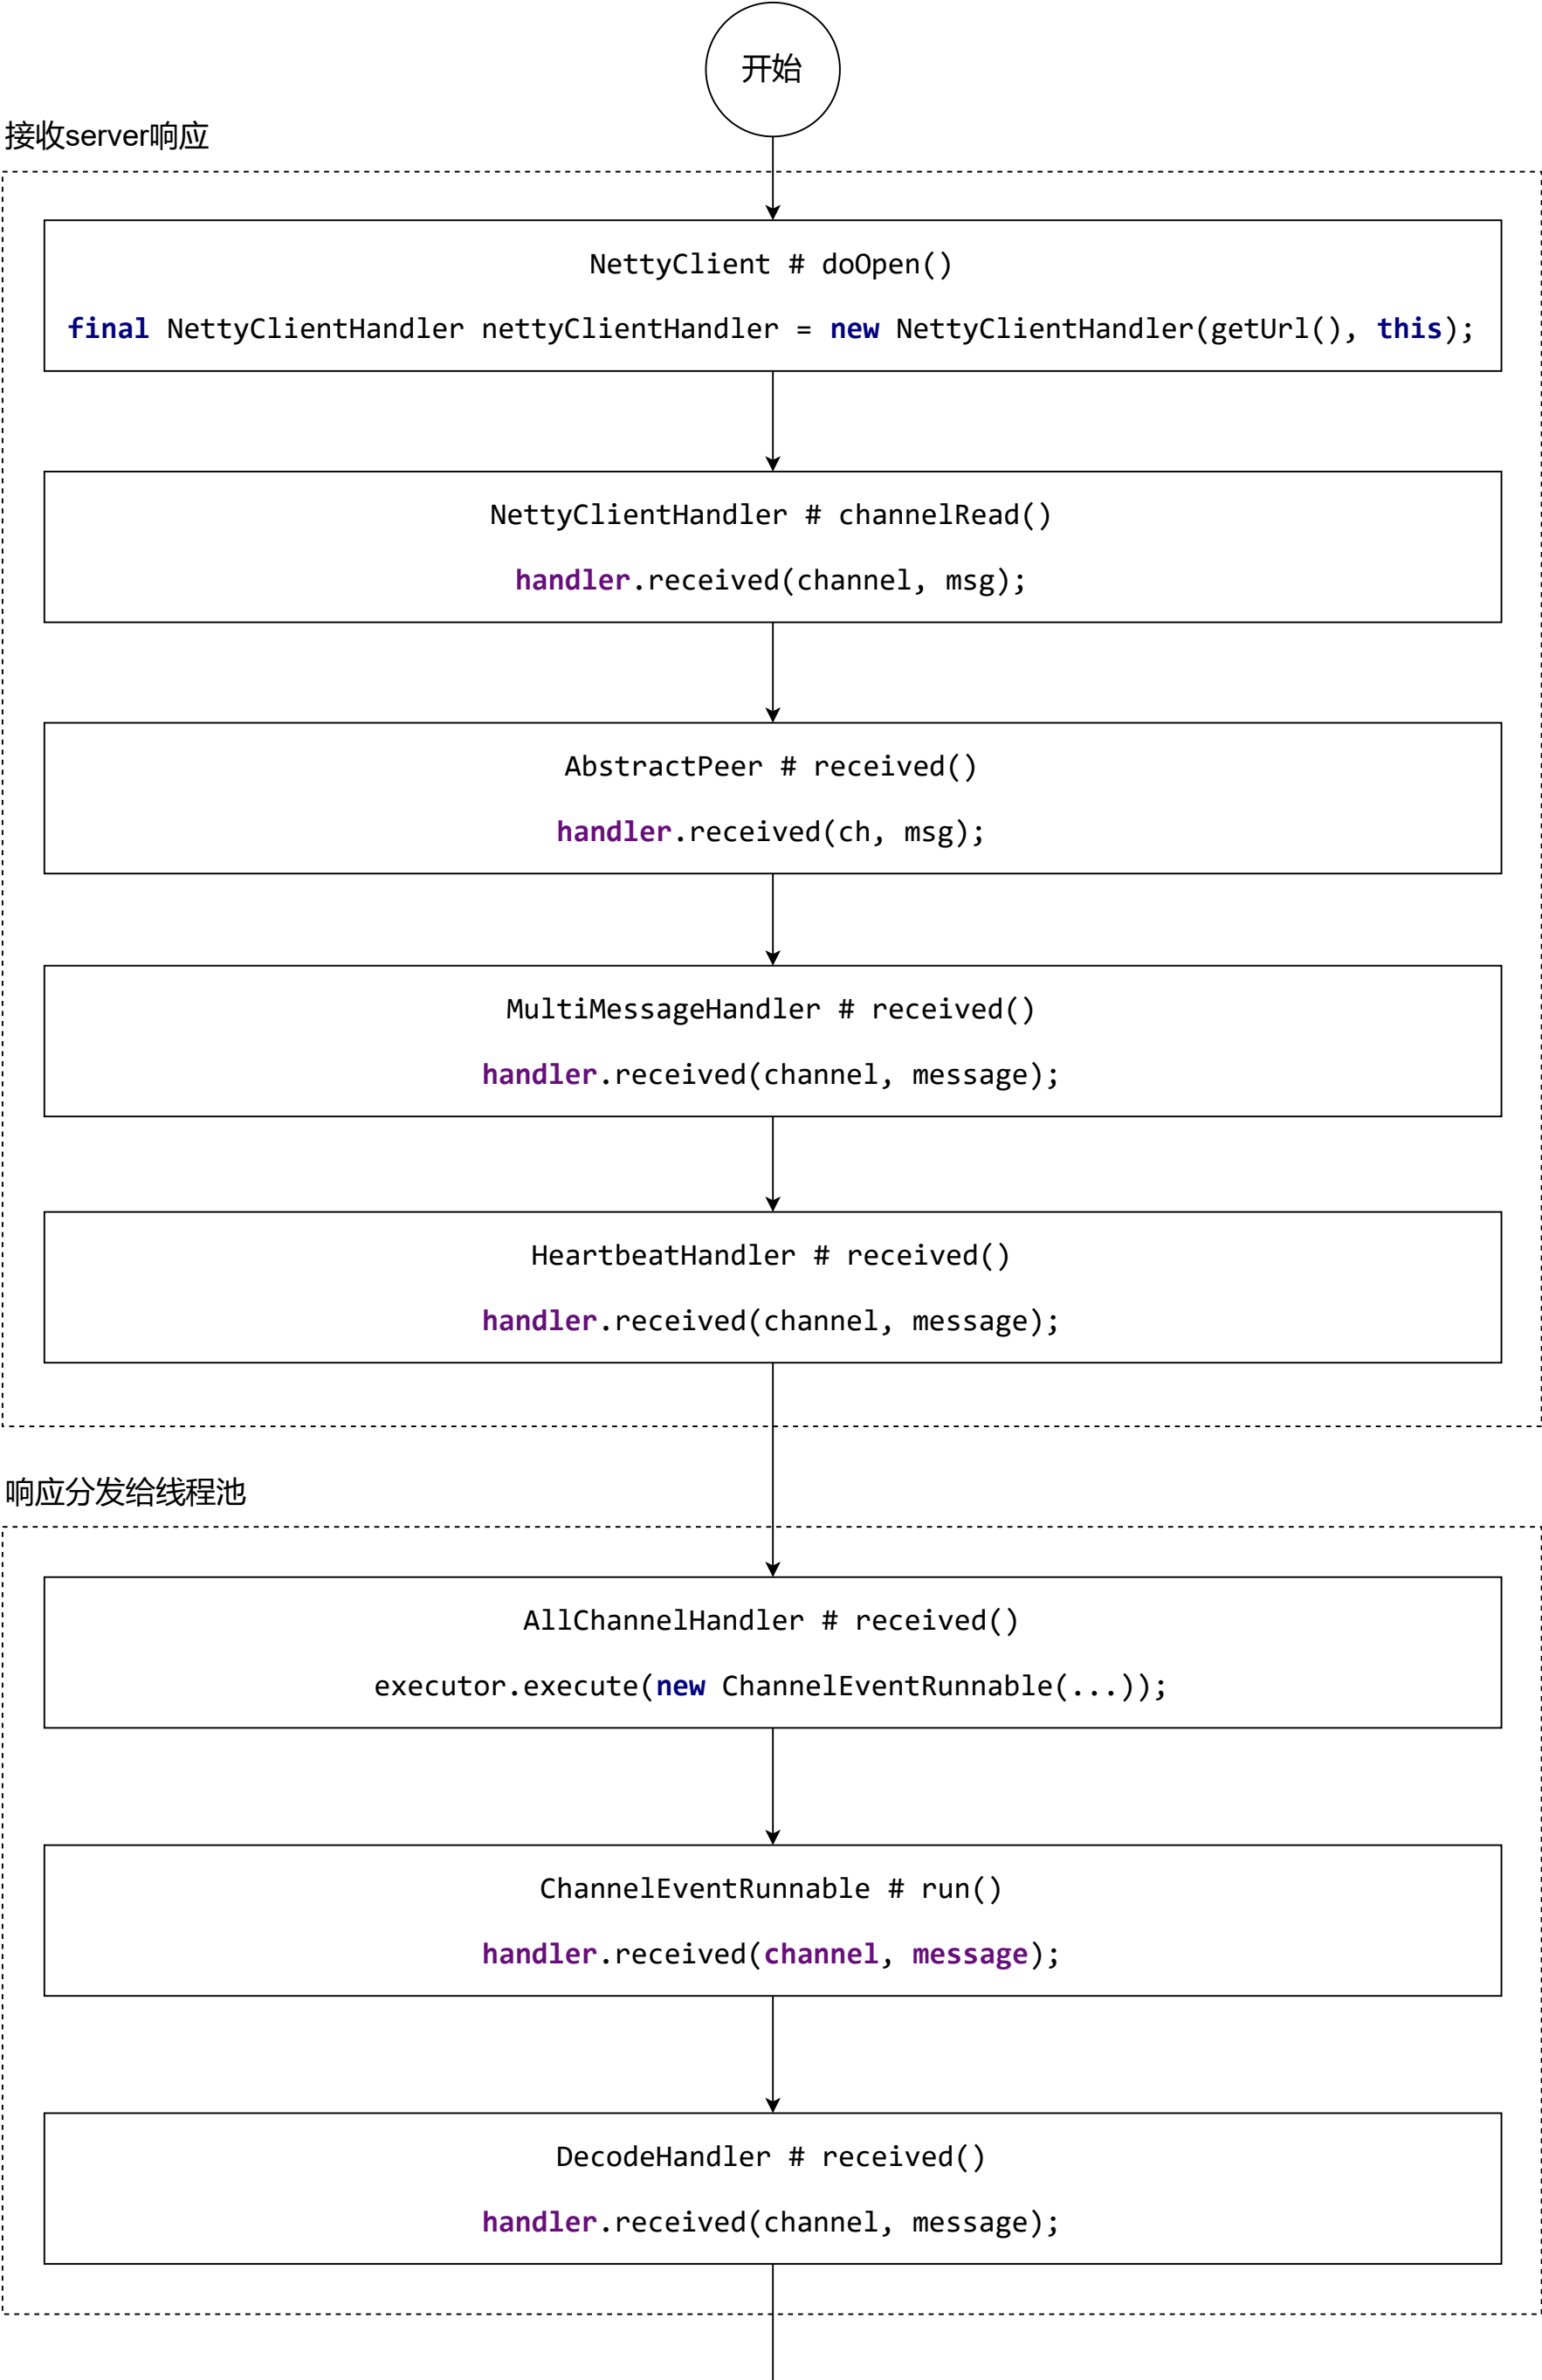 开始
接收server响应
NettyClient # doOpen()
final NettyClientHandler nettyClientHandler = new NettyClientHandler(getUrl(), this);
NettyClientHandler # channelRead()
handler.received(channel, msg);
AbstractPeer # received()
handler.received(ch, msg);
MultiMessageHandler # received()
handler.received(channel, message);
HeartbeatHandler # received()
handler.received(channel, message);
响应分发给线程池
AllChannelHandler # received()
executor.execute(new ChannelEventRunnable(...));
ChannelEventRunnable # run()
handler.received(channel, message);
DecodeHandler # received()
handler.received(channel, message);